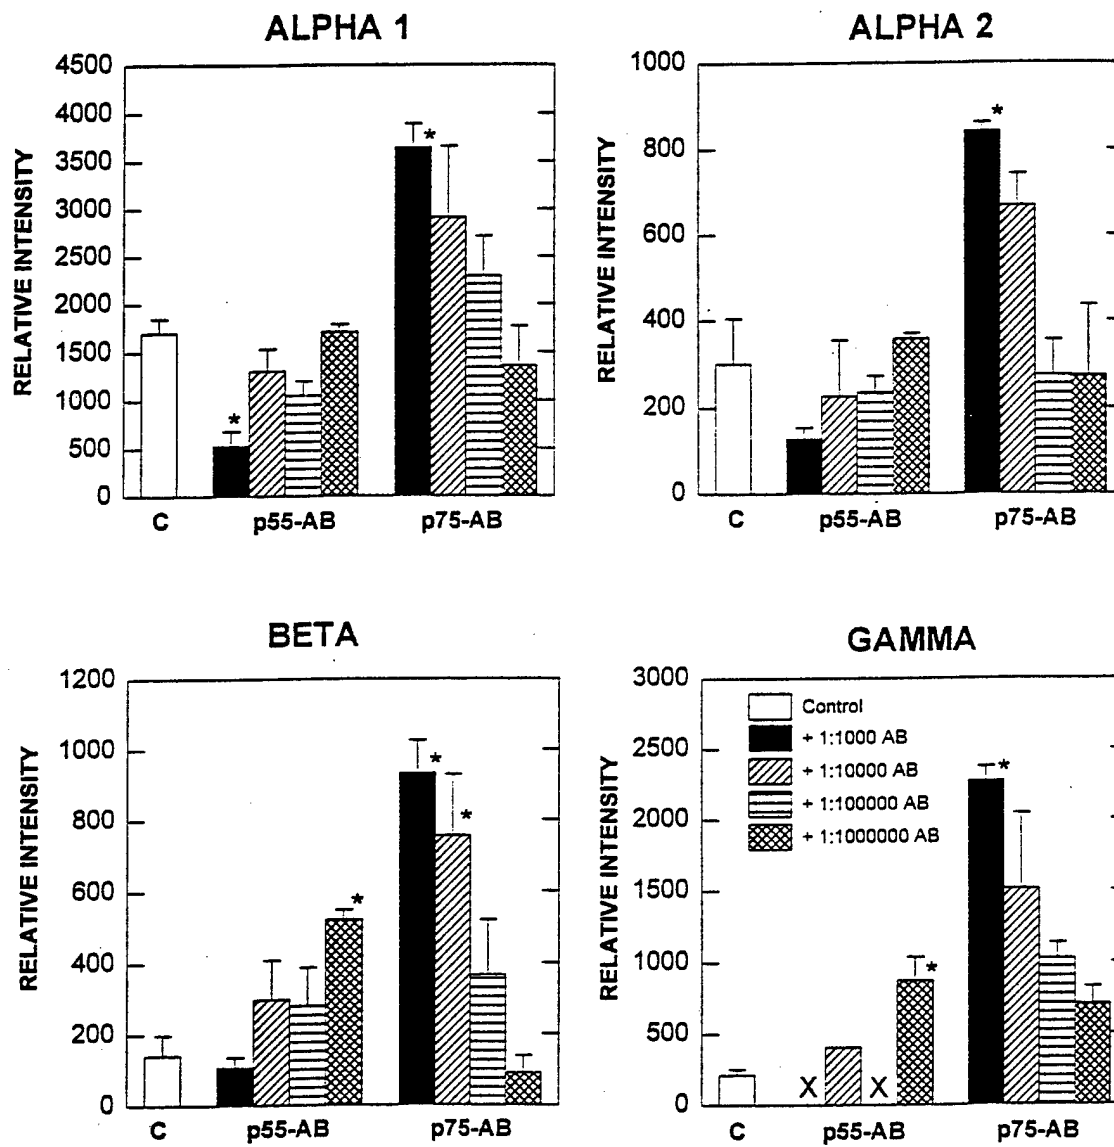 ALPHA 1
RELATIVE INTENSITY
4500
4000
3500
3000
2500
2000
1500
1000
500
0
*
*
C p55-AB p75-AB
ALPHA 2
RELATIVE INTENSITY
1000
800
600
400
200
0
*
C p55-AB p75-AB
BETA
RELATIVE INTENSITY
1200
1000
800
600
400
200
0
*
*
*
C p55-AB p75-AB
GAMMA
RELATIVE INTENSITY
3000
2500
2000
1500
1000
500
0
Control
+ 1:1000 AB
+ 1:10000 AB
+ 1:100000 AB
+ 1:1000000 AB
*
*
X X
C p55-AB p75-AB